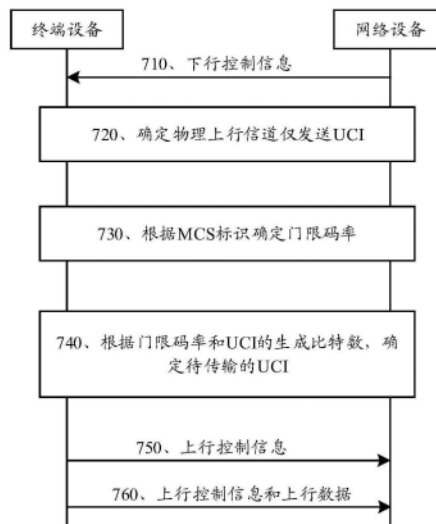 终端设备
网络设备
710、下行控制信息
720、确定物理上行信道仅发送UCI
730、根据MCS标识确定门限码率
740、根据门限码率和UCI的生成比特数，确
定待传输的UCI
750、上行控制信息
760、上行控制信息和上行数据